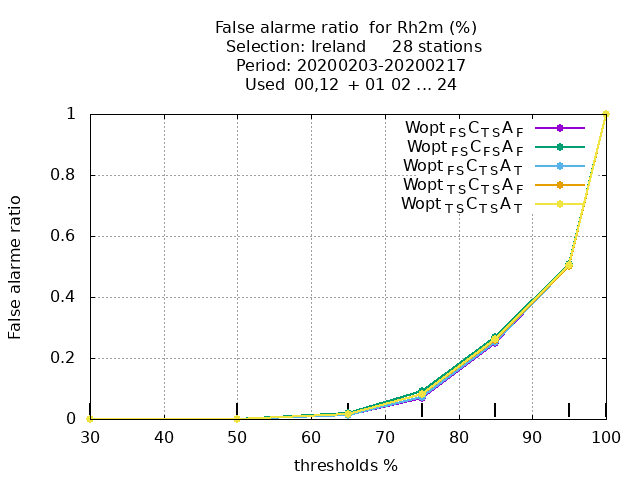 False alarme ratio for Rh2m (%)
Selection: Ireland 28 stations
Period: 20200203-20200217
Used 00,12 + 01 02 ... 24
1
0.8
0.6
0.4
0.2
0
False alarme ratio
Wopt FS C TS A F
Wopt FS C FS A F
Wopt FS C TS A T
Wopt TS C TS A F
Wopt TS C TS A T
30 40 50 60 70 80 90 100
thresholds %